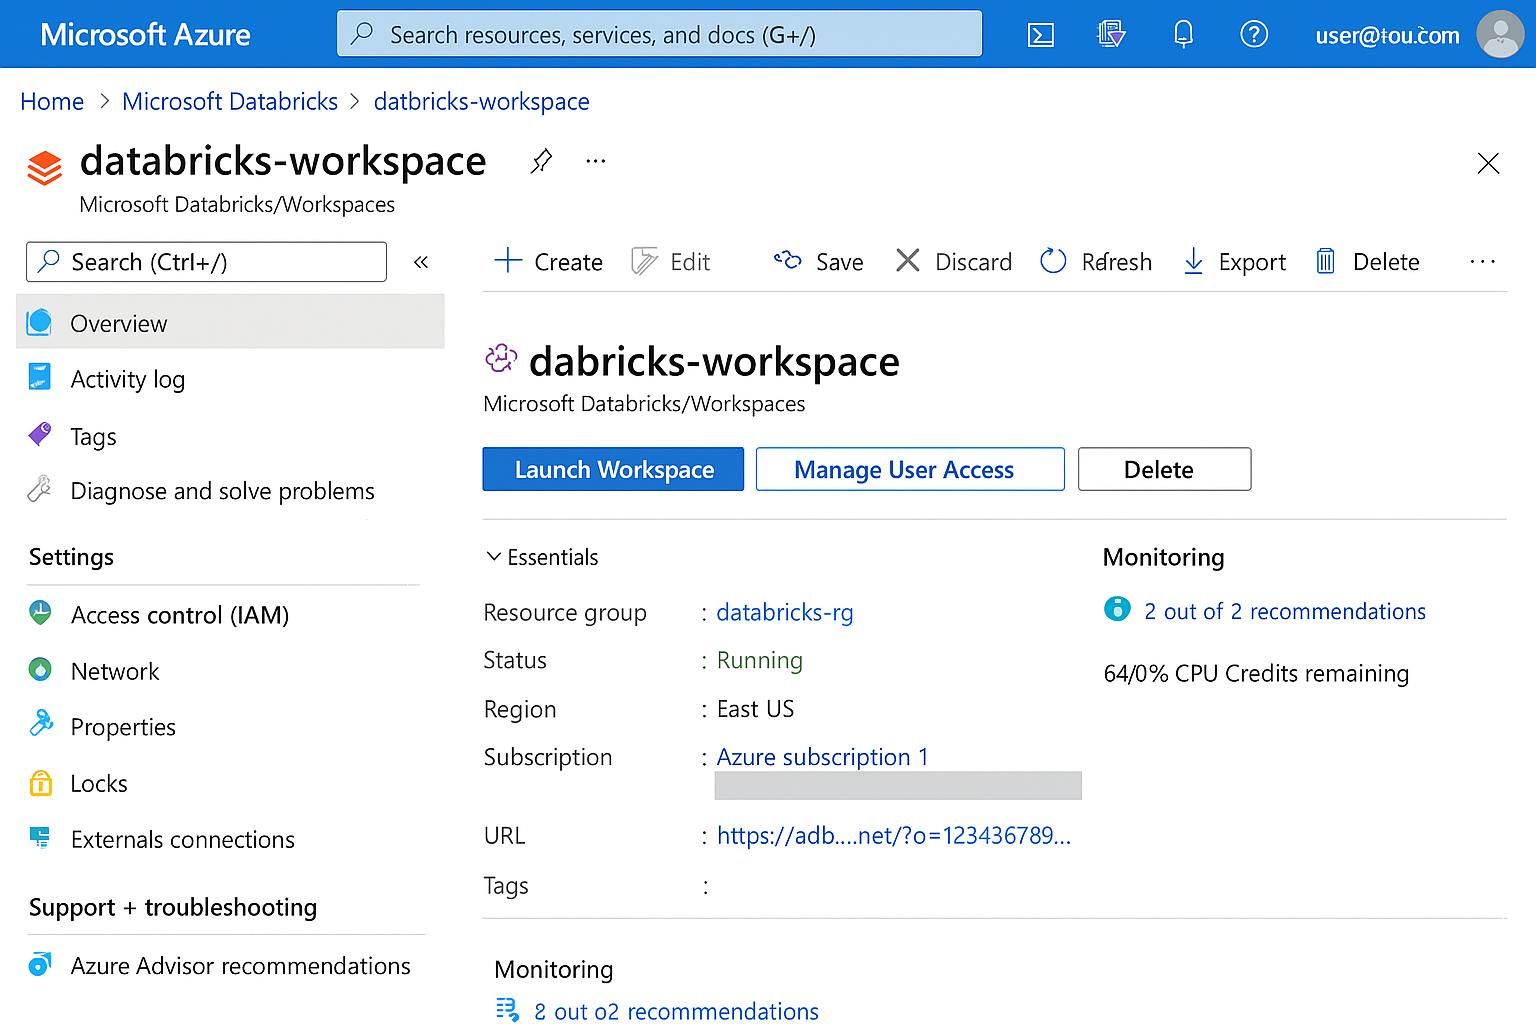 Microsoft Azure
Search resources, services, and docs (G+/)
Home > Microsoft Databricks > datbricks-workspace
databricks-workspace
...
Microsoft Databricks/Workspaces
Search (Ctrl+/)
«
Create
Edit
Save
Discard
Refresh
Export
Delete
...
Overview
Activity log
Tags
Diagnose and solve problems
Settings
Access control (IAM)
Network
Properties
Locks
Externals connections
Support + troubleshooting
Azure Advisor recommendations
dabricks-workspace
Microsoft Databricks/Workspaces
Launch Workspace
Manage User Access
Delete
Essentials
Resource group : databricks-rg
Status : Running
Region : East US
Subscription : Azure subscription 1
URL : https://adb....net/?o=123436789...
Tags :
Monitoring
2 out of 2 recommendations
64/0% CPU Credits remaining
Monitoring
8 out o2 recommendations